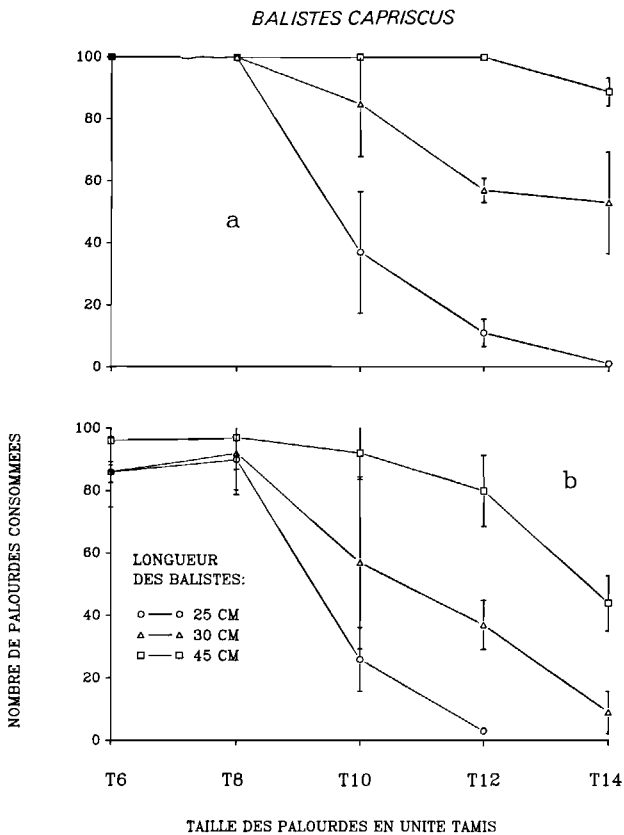 BALISTES CAPRISCUS
100
80
60
40
20
0
a
100
80
60
40
20
0
b
LONGUEUR
DES BALISTES:
25 CM
30 CM
45 CM
T6 T8 T10 T12 T14
NOMBRE DE PALOURDES CONSOMMEES
TAILLE DES PALOURDES EN UNITE TAMIS